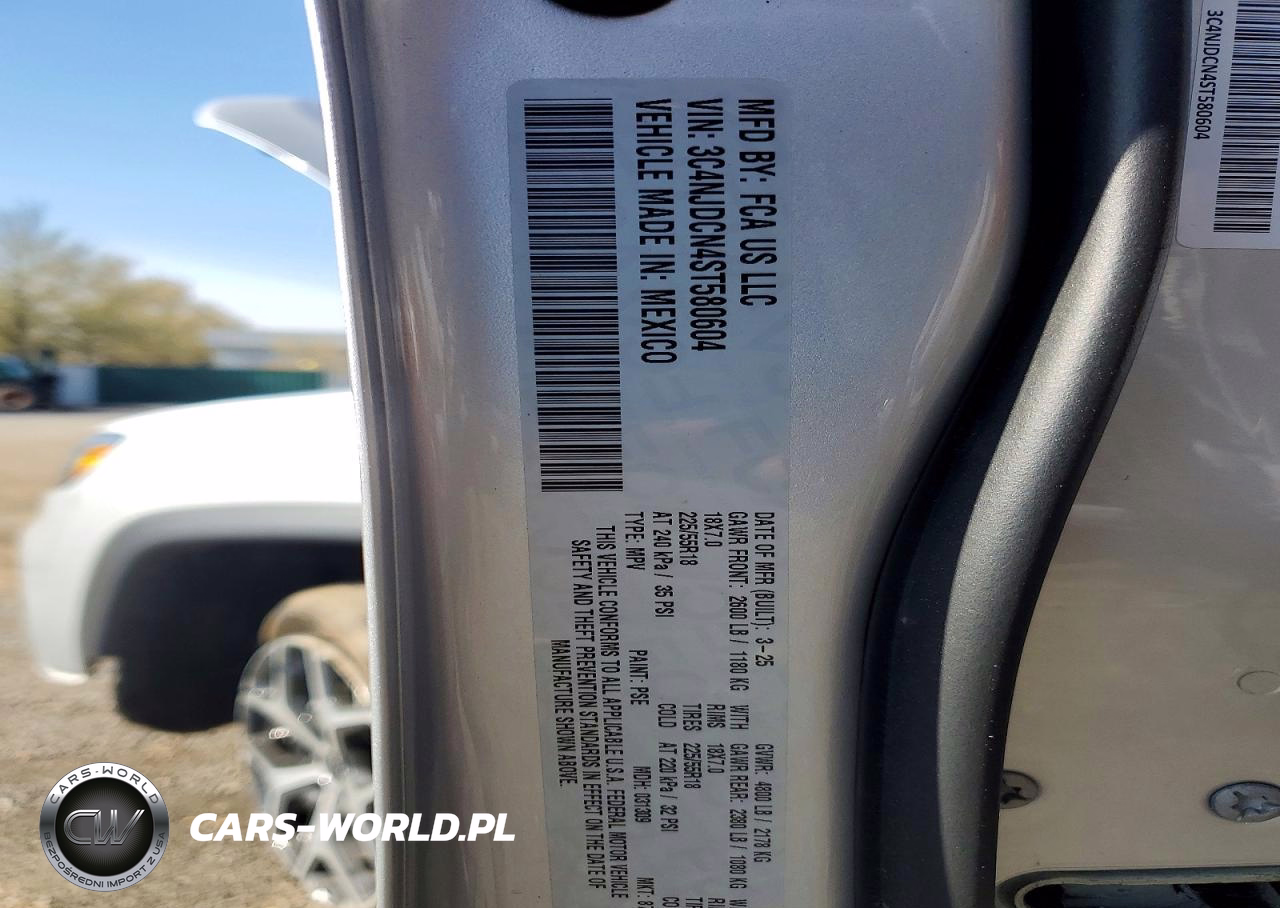 MFD BY: FCA US LLC
VIN: 3C4NJDCN4ST580604
VEHICLE MADE IN: MEXICO
DATE OF MFR (BUILT): 3-25 GVWR: 4800 LB / 2178 KG
GAWR FRONT: 2600 LB / 1180 KG WITH GAWR REAR: 2380 LB / 1080 KG
18X7.0 RIMS 18X7.0
225/55R18 TIRES 225/55R18
AT 240 kPa / 35 PSI COLD AT 220 kPa / 32 PSI
TYPE: MPV PAINT: PSE MDH: 031309 MKT:
THIS VEHICLE CONFORMS TO ALL APPLICABLE U.S.A. FEDERAL MOTOR VEHICLE
SAFETY AND THEFT PREVENTION STANDARDS IN EFFECT ON THE DATE OF
MANUFACTURE SHOWN ABOVE.
3C4NJDCN4ST580604
CARS-WORLD
CW
BEZPOŚREDNI IMPORT Z USA
CARS-WORLD.PL